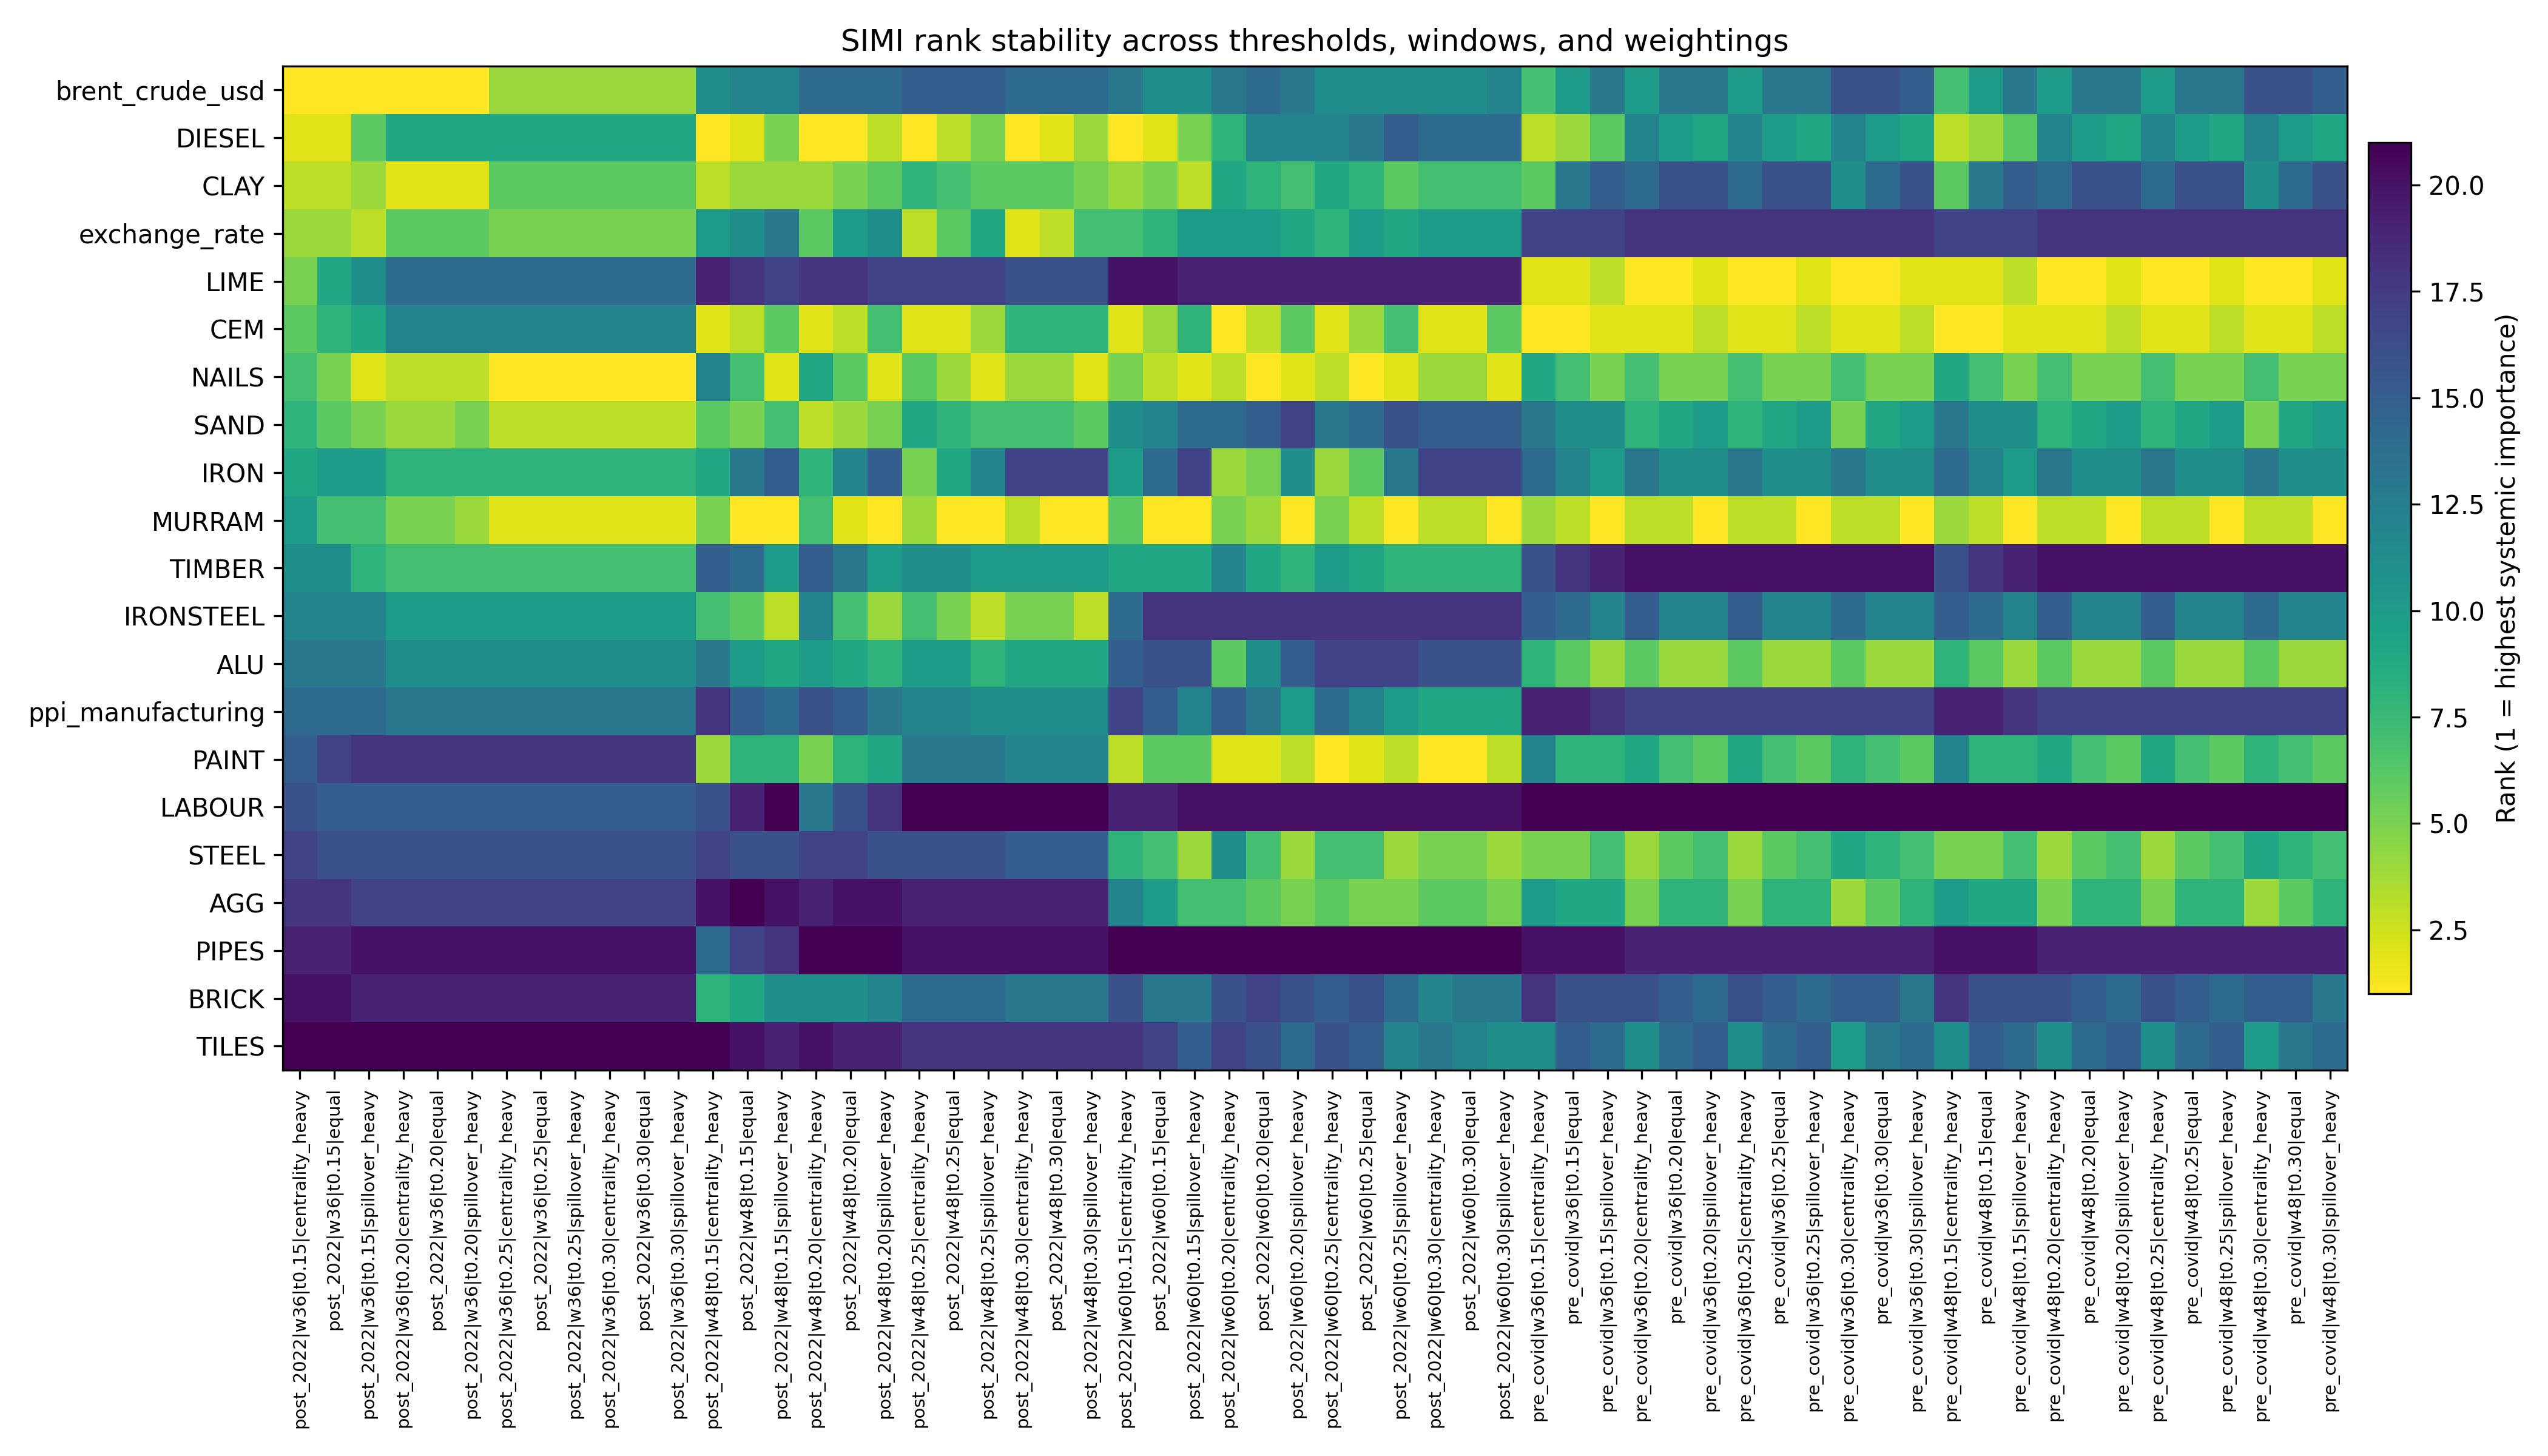 SIMI rank stability across thresholds, windows, and weightings
brent_crude_usd
DIESEL
CLAY
exchange_rate
LIME
CEM
NAILS
SAND
IRON
MURRAM
TIMBER
IRONSTEEL
ALU
ppi_manufacturing
PAINT
LABOUR
STEEL
AGG
PIPES
BRICK
TILES
post_2022|w36|t0.15|centrality_heavy
post_2022|w36|t0.15|equal
post_2022|w36|t0.15|spillover_heavy
post_2022|w36|t0.20|centrality_heavy
post_2022|w36|t0.20|equal
post_2022|w36|t0.20|spillover_heavy
post_2022|w36|t0.25|centrality_heavy
post_2022|w36|t0.25|equal
post_2022|w36|t0.25|spillover_heavy
post_2022|w36|t0.30|centrality_heavy
post_2022|w36|t0.30|equal
post_2022|w36|t0.30|spillover_heavy
post_2022|w48|t0.15|centrality_heavy
post_2022|w48|t0.15|equal
post_2022|w48|t0.15|spillover_heavy
post_2022|w48|t0.20|centrality_heavy
post_2022|w48|t0.20|equal
post_2022|w48|t0.20|spillover_heavy
post_2022|w48|t0.25|centrality_heavy
post_2022|w48|t0.25|equal
post_2022|w48|t0.25|spillover_heavy
post_2022|w48|t0.30|centrality_heavy
post_2022|w48|t0.30|equal
post_2022|w48|t0.30|spillover_heavy
post_2022|w60|t0.15|centrality_heavy
post_2022|w60|t0.15|equal
post_2022|w60|t0.15|spillover_heavy
post_2022|w60|t0.20|centrality_heavy
post_2022|w60|t0.20|equal
post_2022|w60|t0.20|spillover_heavy
post_2022|w60|t0.25|centrality_heavy
post_2022|w60|t0.25|equal
post_2022|w60|t0.25|spillover_heavy
post_2022|w60|t0.30|centrality_heavy
post_2022|w60|t0.30|equal
post_2022|w60|t0.30|spillover_heavy
pre_covid|w36|t0.15|centrality_heavy
pre_covid|w36|t0.15|equal
pre_covid|w36|t0.15|spillover_heavy
pre_covid|w36|t0.20|centrality_heavy
pre_covid|w36|t0.20|equal
pre_covid|w36|t0.20|spillover_heavy
pre_covid|w36|t0.25|centrality_heavy
pre_covid|w36|t0.25|equal
pre_covid|w36|t0.25|spillover_heavy
pre_covid|w36|t0.30|centrality_heavy
pre_covid|w36|t0.30|equal
pre_covid|w36|t0.30|spillover_heavy
pre_covid|w48|t0.15|centrality_heavy
pre_covid|w48|t0.15|equal
pre_covid|w48|t0.15|spillover_heavy
pre_covid|w48|t0.20|centrality_heavy
pre_covid|w48|t0.20|equal
pre_covid|w48|t0.20|spillover_heavy
pre_covid|w48|t0.25|centrality_heavy
pre_covid|w48|t0.25|equal
pre_covid|w48|t0.25|spillover_heavy
pre_covid|w48|t0.30|centrality_heavy
pre_covid|w48|t0.30|equal
pre_covid|w48|t0.30|spillover_heavy
20.0
17.5
15.0
12.5
10.0
7.5
5.0
2.5
Rank (1 = highest systemic importance)